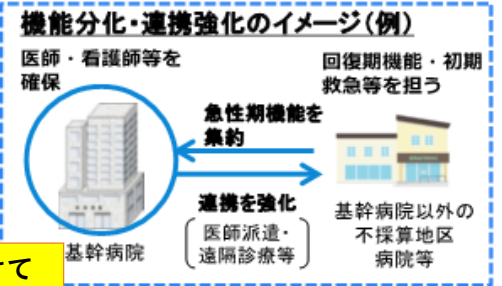 機能分化・連携強化のイメージ（例）
医師・看護師等を
確保
回復期機能・初期
救急等を担う
急性期機能を
集約
連携を強化
医師派遣・
遠隔診療等
基幹病院
基幹病院以外の
不採算地区
病院等
けて